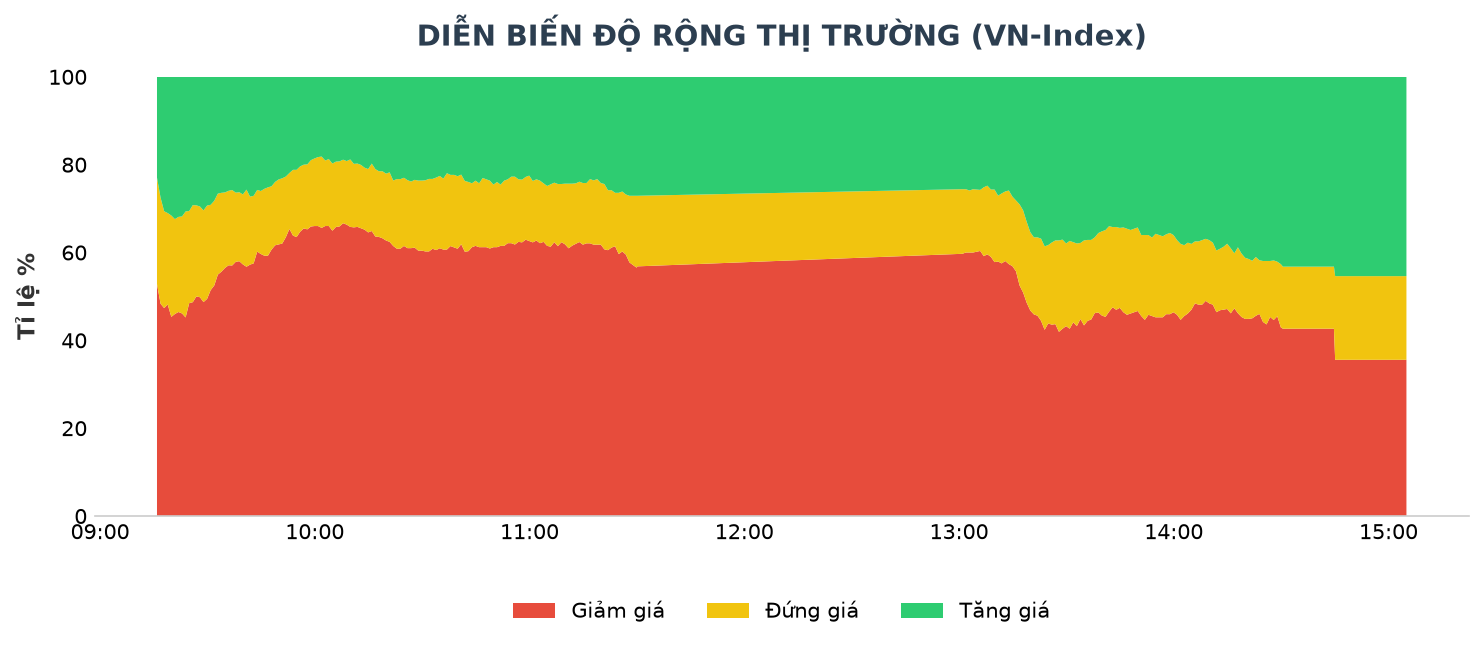 DIỄN BIẾN ĐỘ RỘNG THỊ TRƯỜNG (VN-Index)
Tỉ lệ %
100
80
60
40
20
0
09:00 10:00 11:00 12:00 13:00 14:00 15:00
Giảm giá Đứng giá Tăng giá